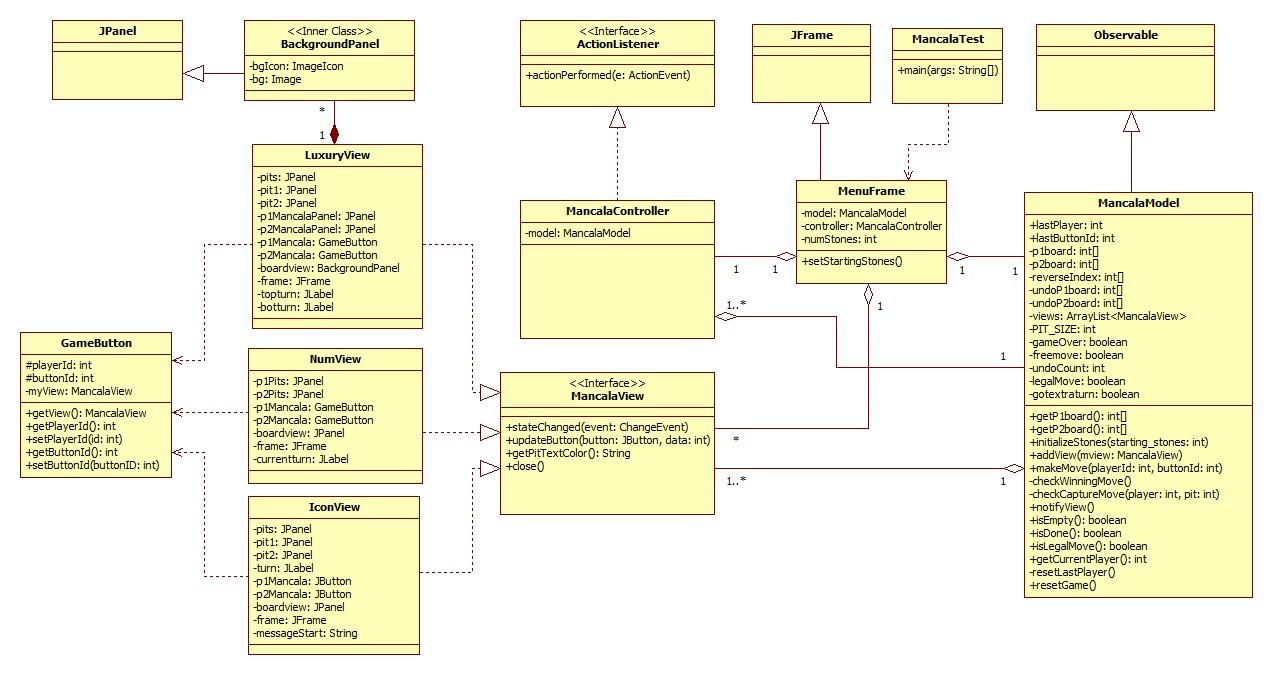 JPanel
<<Inner Class>>
BackgroundPanel
-bgIcon: ImageIcon
-bg: Image
<<Interface>>
ActionListener
+actionPerformed(e: ActionEvent)
JFrame
MancalaTest
+main(args: String[])
Observable
*
1
LuxuryView
-pits: JPanel
-pit1: JPanel
-pit2: JPanel
-p1MancalaPanel: JPanel
-p2MancalaPanel: JPanel
-p1Mancala: GameButton
-p2Mancala: GameButton
-boardview: BackgroundPanel
-frame: JFrame
-topturn: JLabel
-botturn: JLabel
MancalaController
-model: MancalaModel
MenuFrame
-model: MancalaModel
-controller: MancalaController
-numStones: int
+setStartingStones()
1
1
1
1
1
1..*
1
MancalaModel
+lastPlayer: int
+lastButtonId: int
-p1board: int[]
-p2board: int[]
-reverseIndex: int[]
-undoP1board: int[]
-undoP2board: int[]
-views: ArrayList<MancalaView>
-PIT_SIZE: int
-gameOver: boolean
-freemove: boolean
-undoCount: int
-legalMove: boolean
-gotextraturn: boolean
+getP1board(): int[]
+getP2board(): int[]
+initializeStones(starting_stones: int)
+addView(mview: MancalaView)
+makeMove(playerId: int, buttonId: int)
-checkWinningMove()
-checkCaptureMove(player: int, pit: int)
+notifyView()
+isEmpty(): boolean
+isDone(): boolean
+isLegalMove(): boolean
+getCurrentPlayer(): int
-resetLastPlayer()
+resetGame()
GameButton
#playerId: int
#buttonId: int
-myView: MancalaView
+getView(): MancalaView
+getPlayerId(): int
+setPlayerId(id: int)
+getButtonId(): int
+setButtonId(buttonID: int)
NumView
-p1Pits: JPanel
-p2Pits: JPanel
-p1Mancala: GameButton
-p2Mancala: GameButton
-boardview: JPanel
-frame: JFrame
-currentturn: JLabel
<<Interface>>
MancalaView
+stateChanged(event: ChangeEvent)
+updateButton(button: JButton, data: int)
+getPitTextColor(): String
+close()
*
1..*
1
IconView
-pits: JPanel
-pit1: JPanel
-pit2: JPanel
-turn: JLabel
-p1Mancala: JButton
-p2Mancala: JButton
-boardview: JPanel
-frame: JFrame
-messageStart: String